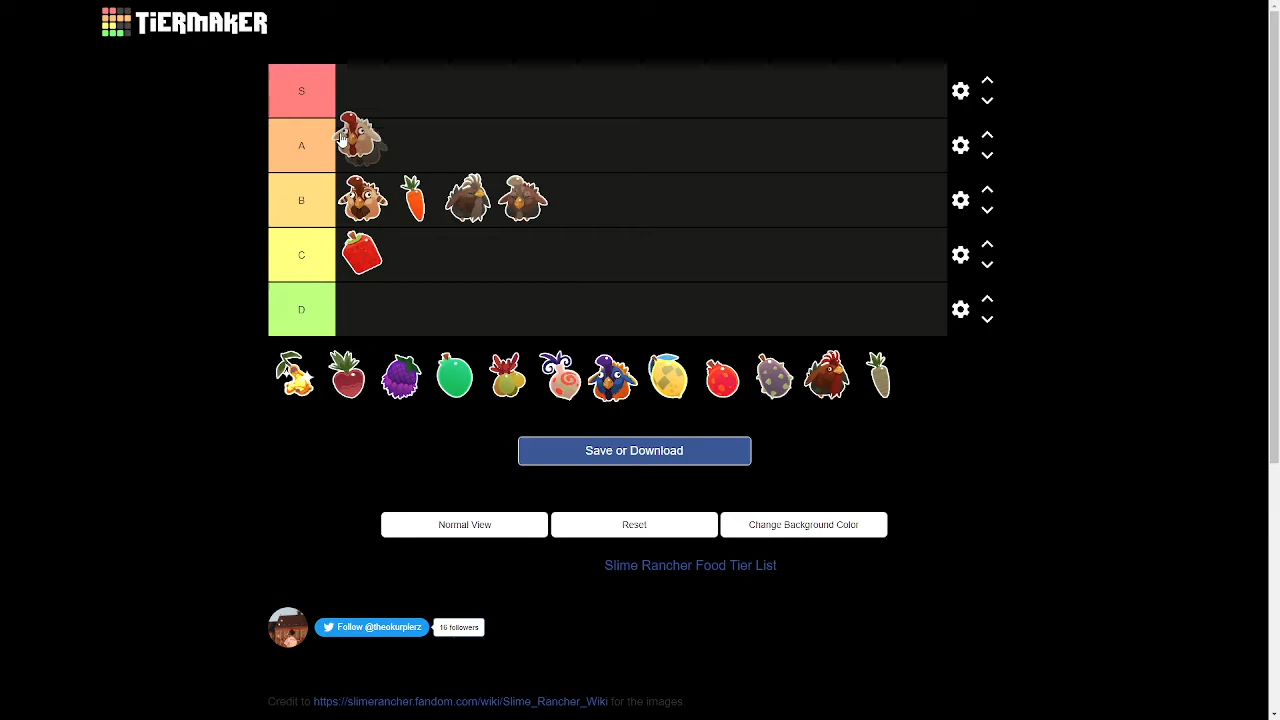 TiERMAKER
S
A
B
C
D
Save or Download
Normal View Reset Change Background Color
Slime Rancher Food Tier List
Follow @theokurplerz 16 followers
Credit to https://slimerancher.fandom.com/wiki/Slime_Rancher_Wiki for the images